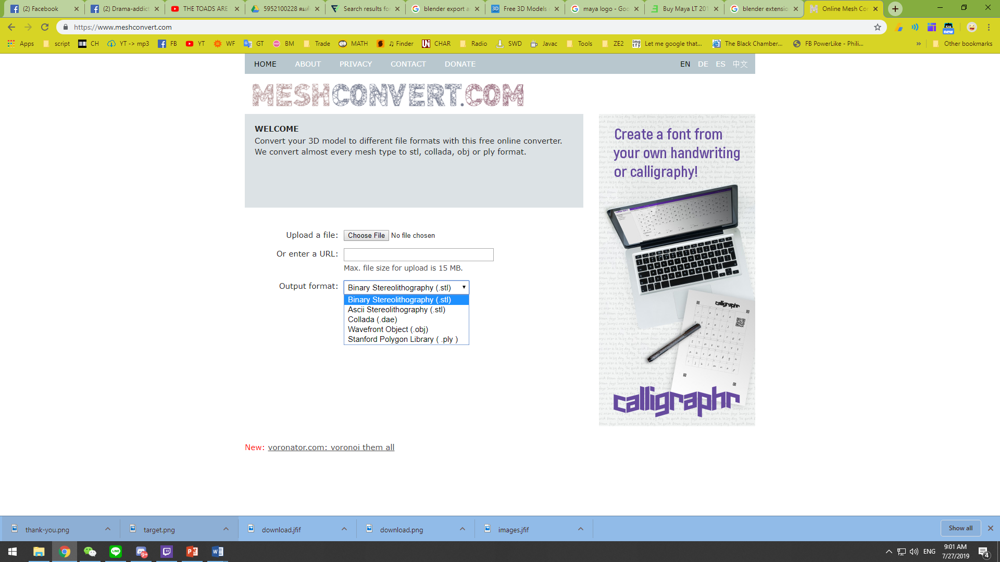 (2) Facebook
(2) Drama-addict
THE TOADS ARE
5952100228 คมสั
Search results fo
blender export a
Free 3D Models
maya logo - Goo
Buy Maya LT 201
blender extensio
Online Mesh Con
https://www.meshconvert.com
Apps
script
CH
YT -> mp3
FB
YT
WF
GT
BM
Trade
MATH
♫ Finder
CHAR
Radio
SWD
Javac
Tools
ZE2
Let me google that...
The Black Chamber...
FB PowerLike - Phili...
»
Other bookmarks
HOME ABOUT PRIVACY CONTACT DONATE
EN DE ES 中文
MESHCONVERT.COM
WELCOME
Convert your 3D model to different file formats with this free online converter.
We convert almost every mesh type to stl, collada, obj or ply format.
Create a font from
your own handwriting
or calligraphy!
calligraphr
calligraphr
Upload a file: Choose File No file chosen
Or enter a URL:
Max. file size for upload is 15 MB.
Output format: Binary Stereolithography (.stl)
Binary Stereolithography (.stl)
Ascii Stereolithography (.stl)
Collada (.dae)
Wavefront Object (.obj)
Stanford Polygon Library ( .ply )
New: voronator.com: voronoi them all
thank-you.png
target.png
download.jfif
download.png
images.jfif
Show all
ENG
9:01 AM
7/27/2019
4